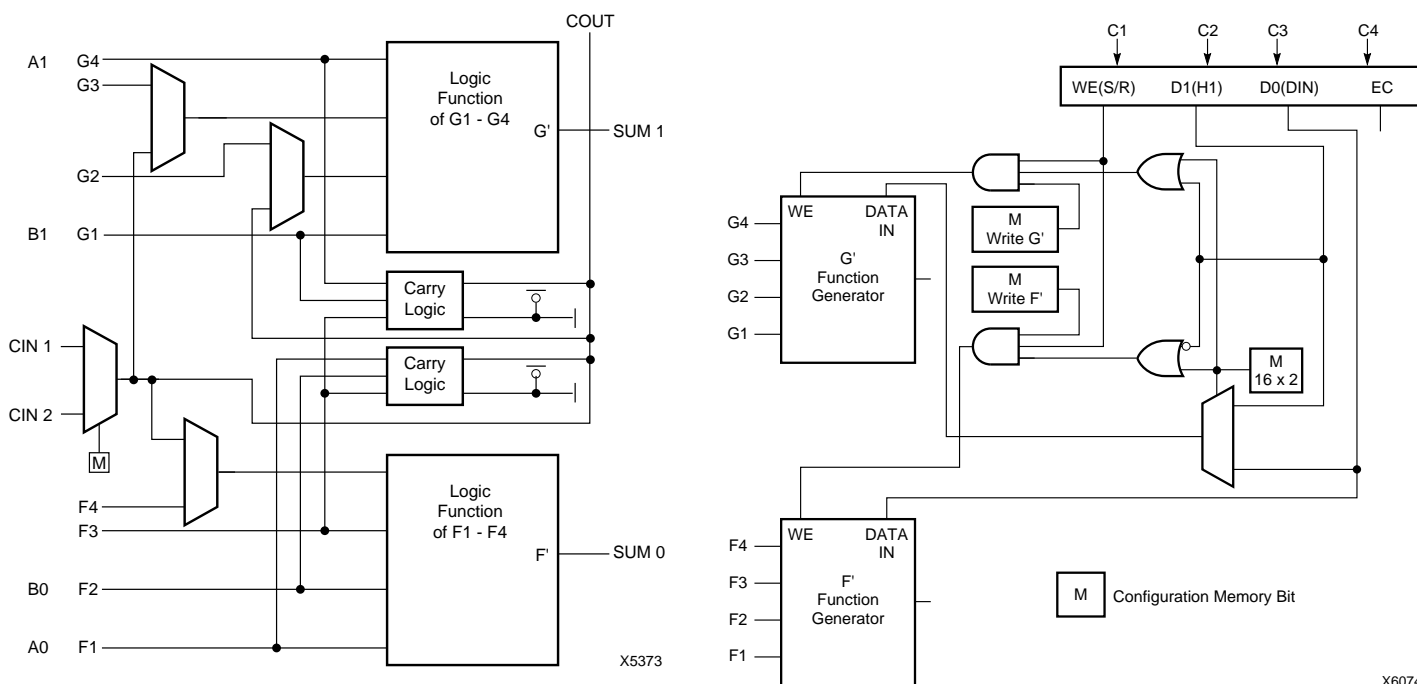 COUT
A1 G4
G3
Logic
Function
of G1 - G4
G'
SUM 1
G2
B1 G1
Carry
Logic
CIN 1
Carry
Logic
CIN 2
M
F4
F3
Logic
Function
of F1 - F4
F'
SUM 0
B0 F2
A0 F1
X5373
C1 C2 C3 C4
WE(S/R) D1(H1) D0(DIN) EC
WE DATA
IN
G4
G3
G2
G1
G'
Function
Generator
M
Write G'
M
Write F'
M
16 x 2
WE DATA
IN
F4
F3
F2
F1
F'
Function
Generator
M Configuration Memory Bit
X6074